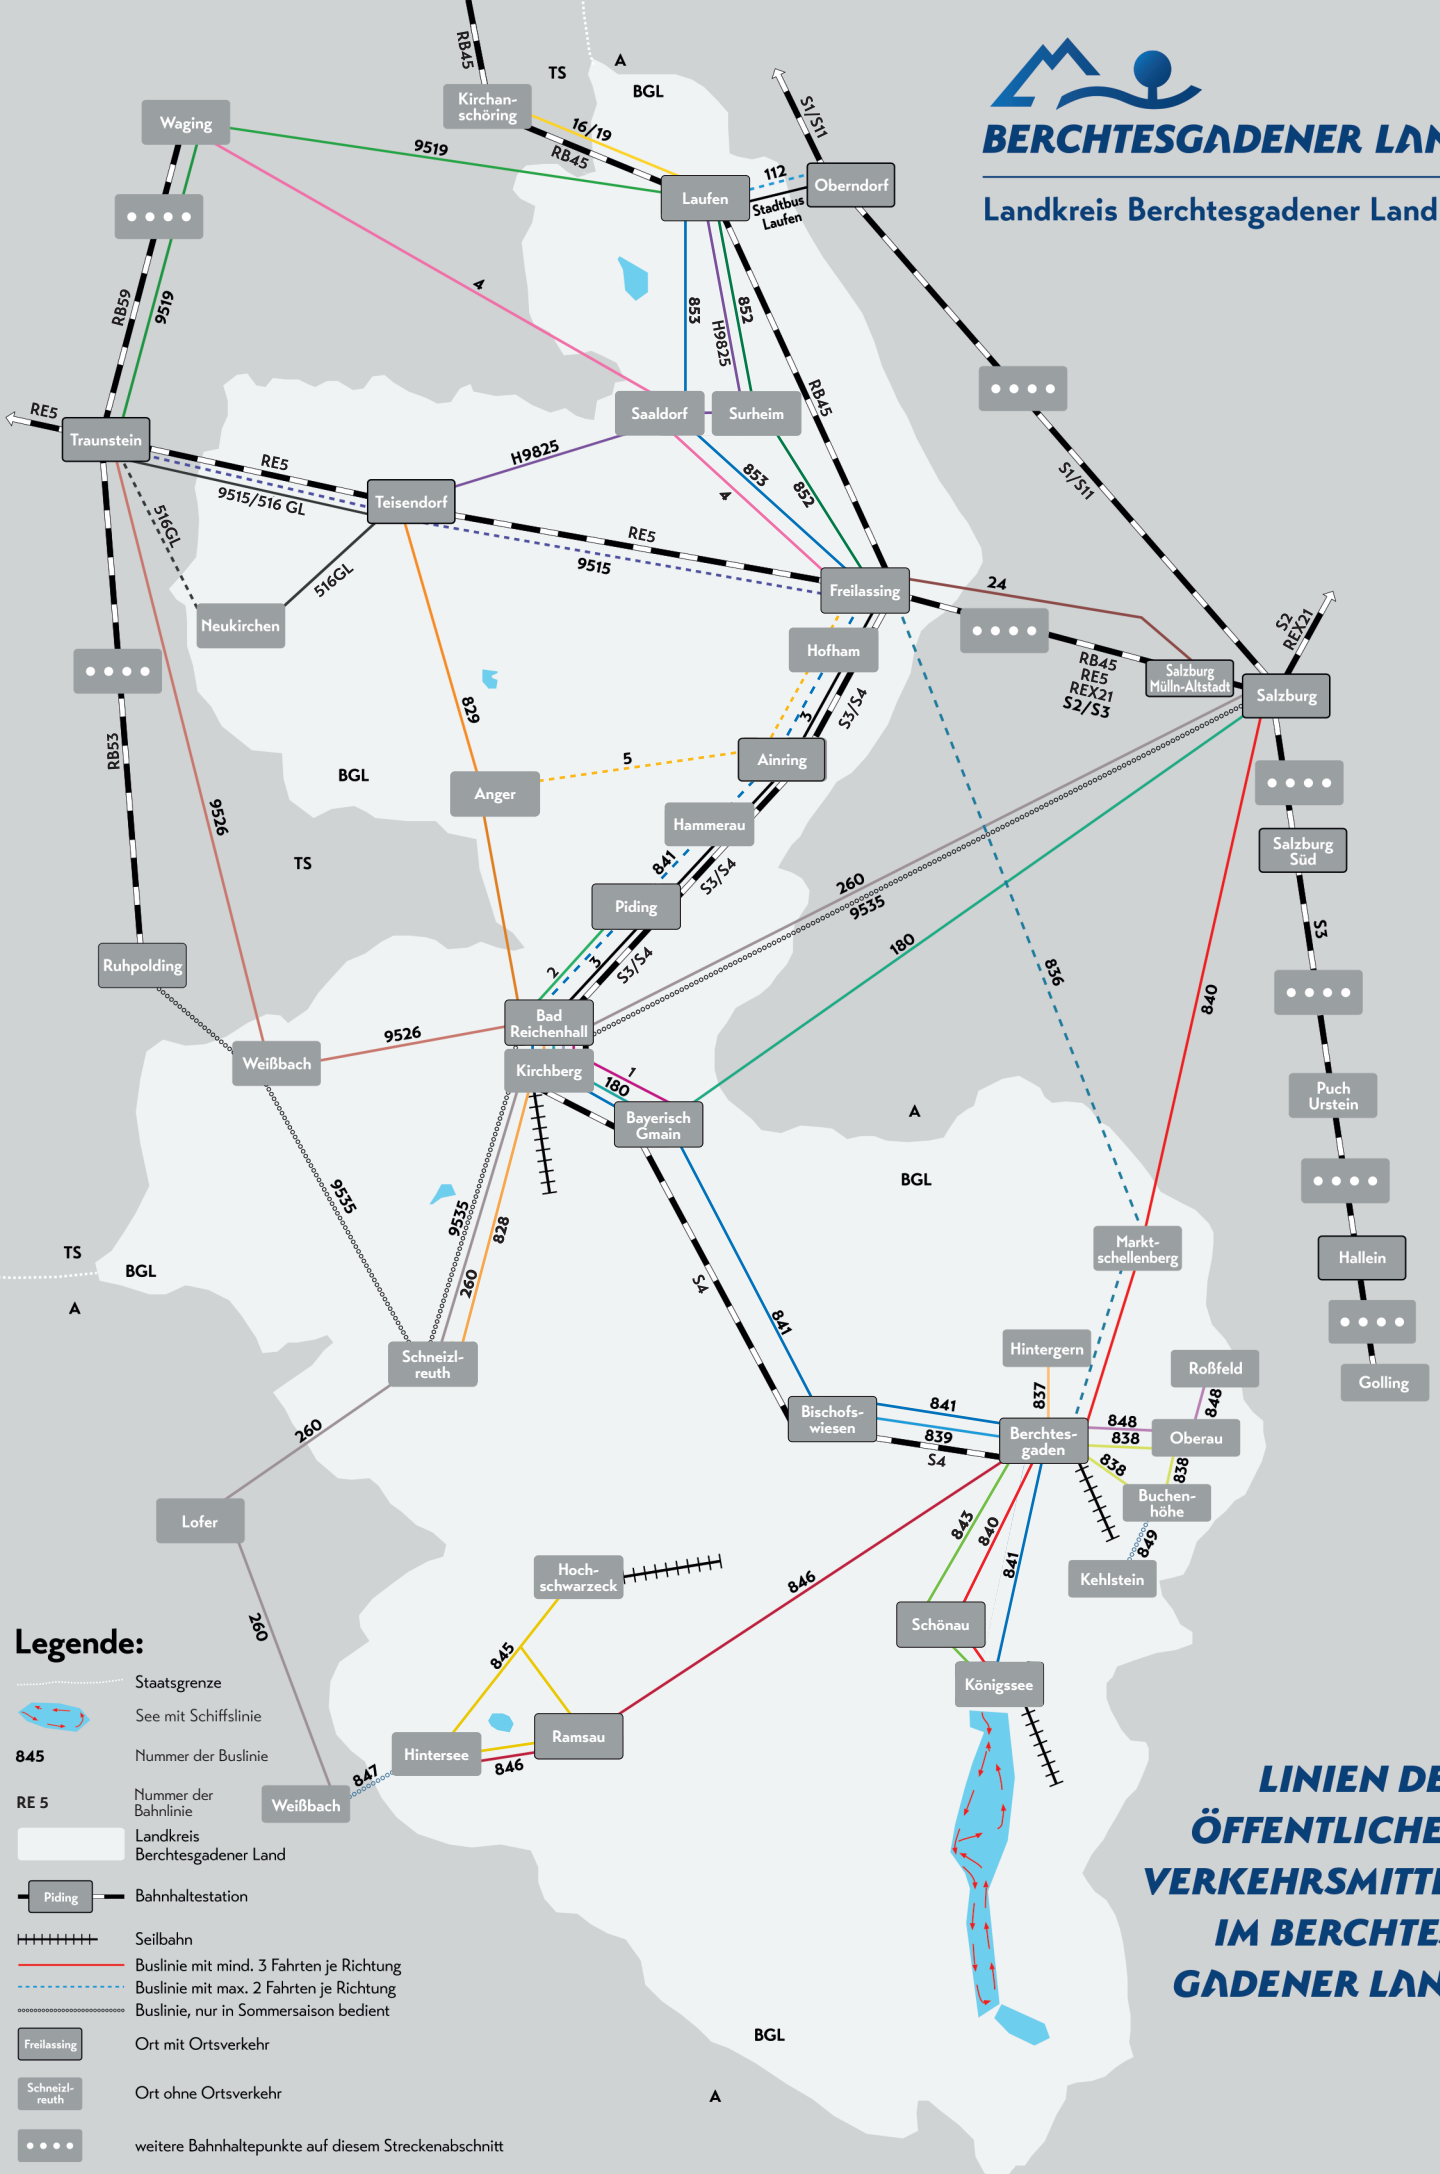 RB45
TS
A
BGL
S1/S11
BERCHTESGADENER LAN
Landkreis Berchtesgadener Land
Kirchan-
schöring
Waging
16/19
RB45
9519
112
Oberndorf
Laufen
Stadtbus
Laufen
RB59
9519
4
853
H9825
852
RB45
S1/S11
RE5
Traunstein
Saaldorf
Surheim
RE5
H9825
853
4
852
9515/516 GL
Teisendorf
516GL
RE5
9515
516GL
Freilassing
24
Neukirchen
S2
REX21
Hofham
RB45
RE5
REX21
S2/S3
Salzburg
Mülln-Altstadt
Salzburg
829
3
S3/S4
RB53
BGL
5
Ainring
Anger
9526
Hammerau
Salzburg
Süd
TS
841
S3/S4
260
9535
Piding
S3
180
Ruhpolding
2
3
S3/S4
836
840
Bad
Reichenhall
9526
Weißbach
Kirchberg
1
180
Puch
Urstein
Bayerisch
Gmain
A
BGL
9535
9535
828
TS
BGL
A
260
S4
841
Markt-
schellenberg
Hallein
Schneizl-
reuth
Hintergern
Roßfeld
Golling
837
848
260
Bischofs-
wiesen
841
839
S4
Berchtes-
gaden
848
838
Oberau
838
838
Buchen-
höhe
Lofer
843
840
841
849
Kehlstein
Hoch-
schwarzeck
846
260
845
Schönau
Königssee
Ramsau
Hintersee
846
847
Weißbach
Legende:
Staatsgrenze
See mit Schiffslinie
845
Nummer der Buslinie
RE 5
Nummer der
Bahnlinie
Landkreis
Berchtesgadener Land
Piding
Bahnhaltestation
Seilbahn
Buslinie mit mind. 3 Fahrten je Richtung
Buslinie mit max. 2 Fahrten je Richtung
Buslinie, nur in Sommersaison bedient
Freilassing
Ort mit Ortsverkehr
Schneizl-
reuth
Ort ohne Ortsverkehr
weitere Bahnhaltepunkte auf diesem Streckenabschnitt
BGL
A
LINIEN DE
ÖFFENTLICHE
VERKEHRSMITTE
IM BERCHTES
GADENER LAN